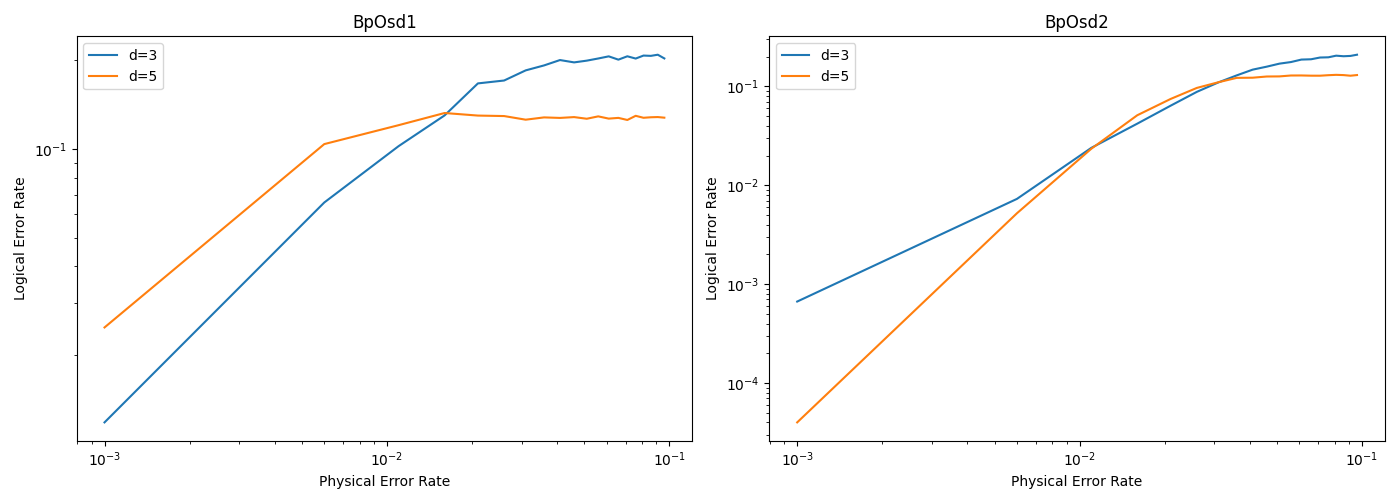 BpOsd1
d=3
d=5
Logical Error Rate
10⁻¹
10⁻³
10⁻²
10⁻¹
Physical Error Rate
BpOsd2
d=3
d=5
Logical Error Rate
10⁻¹
10⁻²
10⁻³
10⁻⁴
10⁻³
10⁻²
10⁻¹
Physical Error Rate